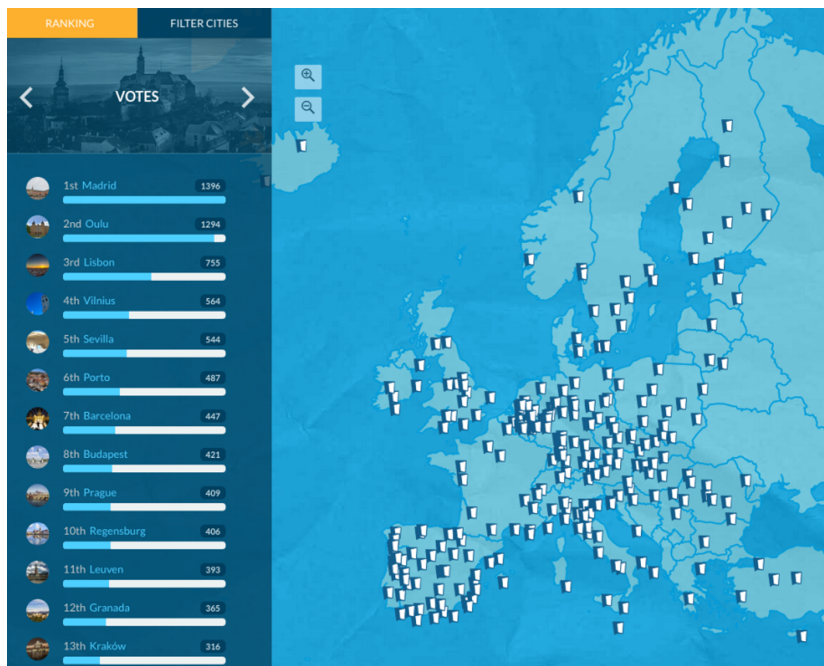 RANKING
FILTER CITIES
VOTES
1st Madrid 1396
2nd Oulu 1294
3rd Lisbon 755
4th Vilnius 564
5th Sevilla 544
6th Porto 487
7th Barcelona 447
8th Budapest 421
9th Prague 409
10th Regensburg 406
11th Leuven 393
12th Granada 365
13th Kraków 316